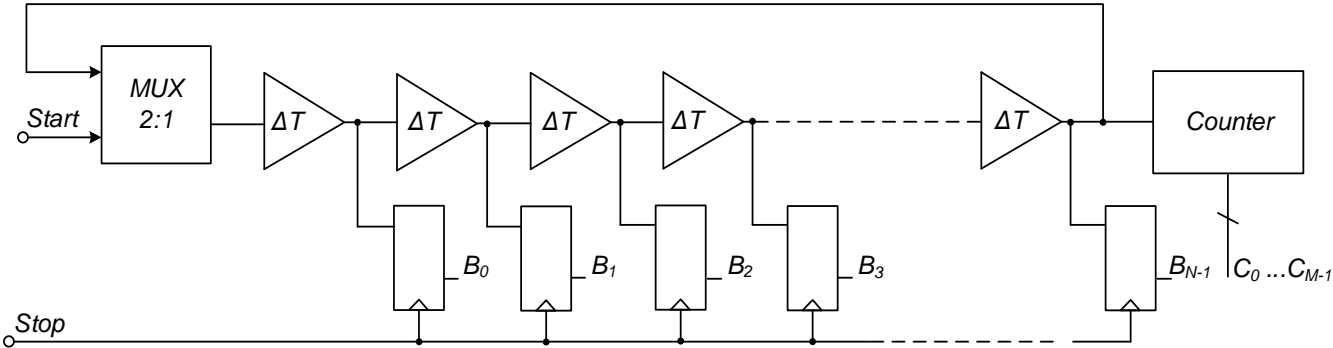 MUX
2:1
Start
ΔT
ΔT
ΔT
ΔT
ΔT
Counter
B0
B1
B2
B3
BN-1
C0 ...CM-1
Stop